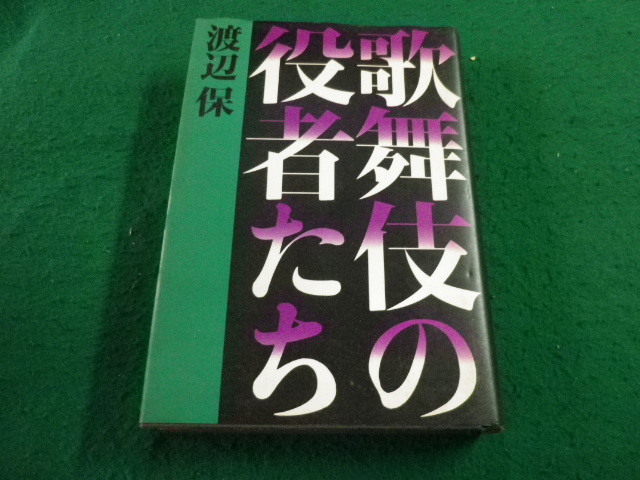 歌舞伎の
役者たち
渡辺 保